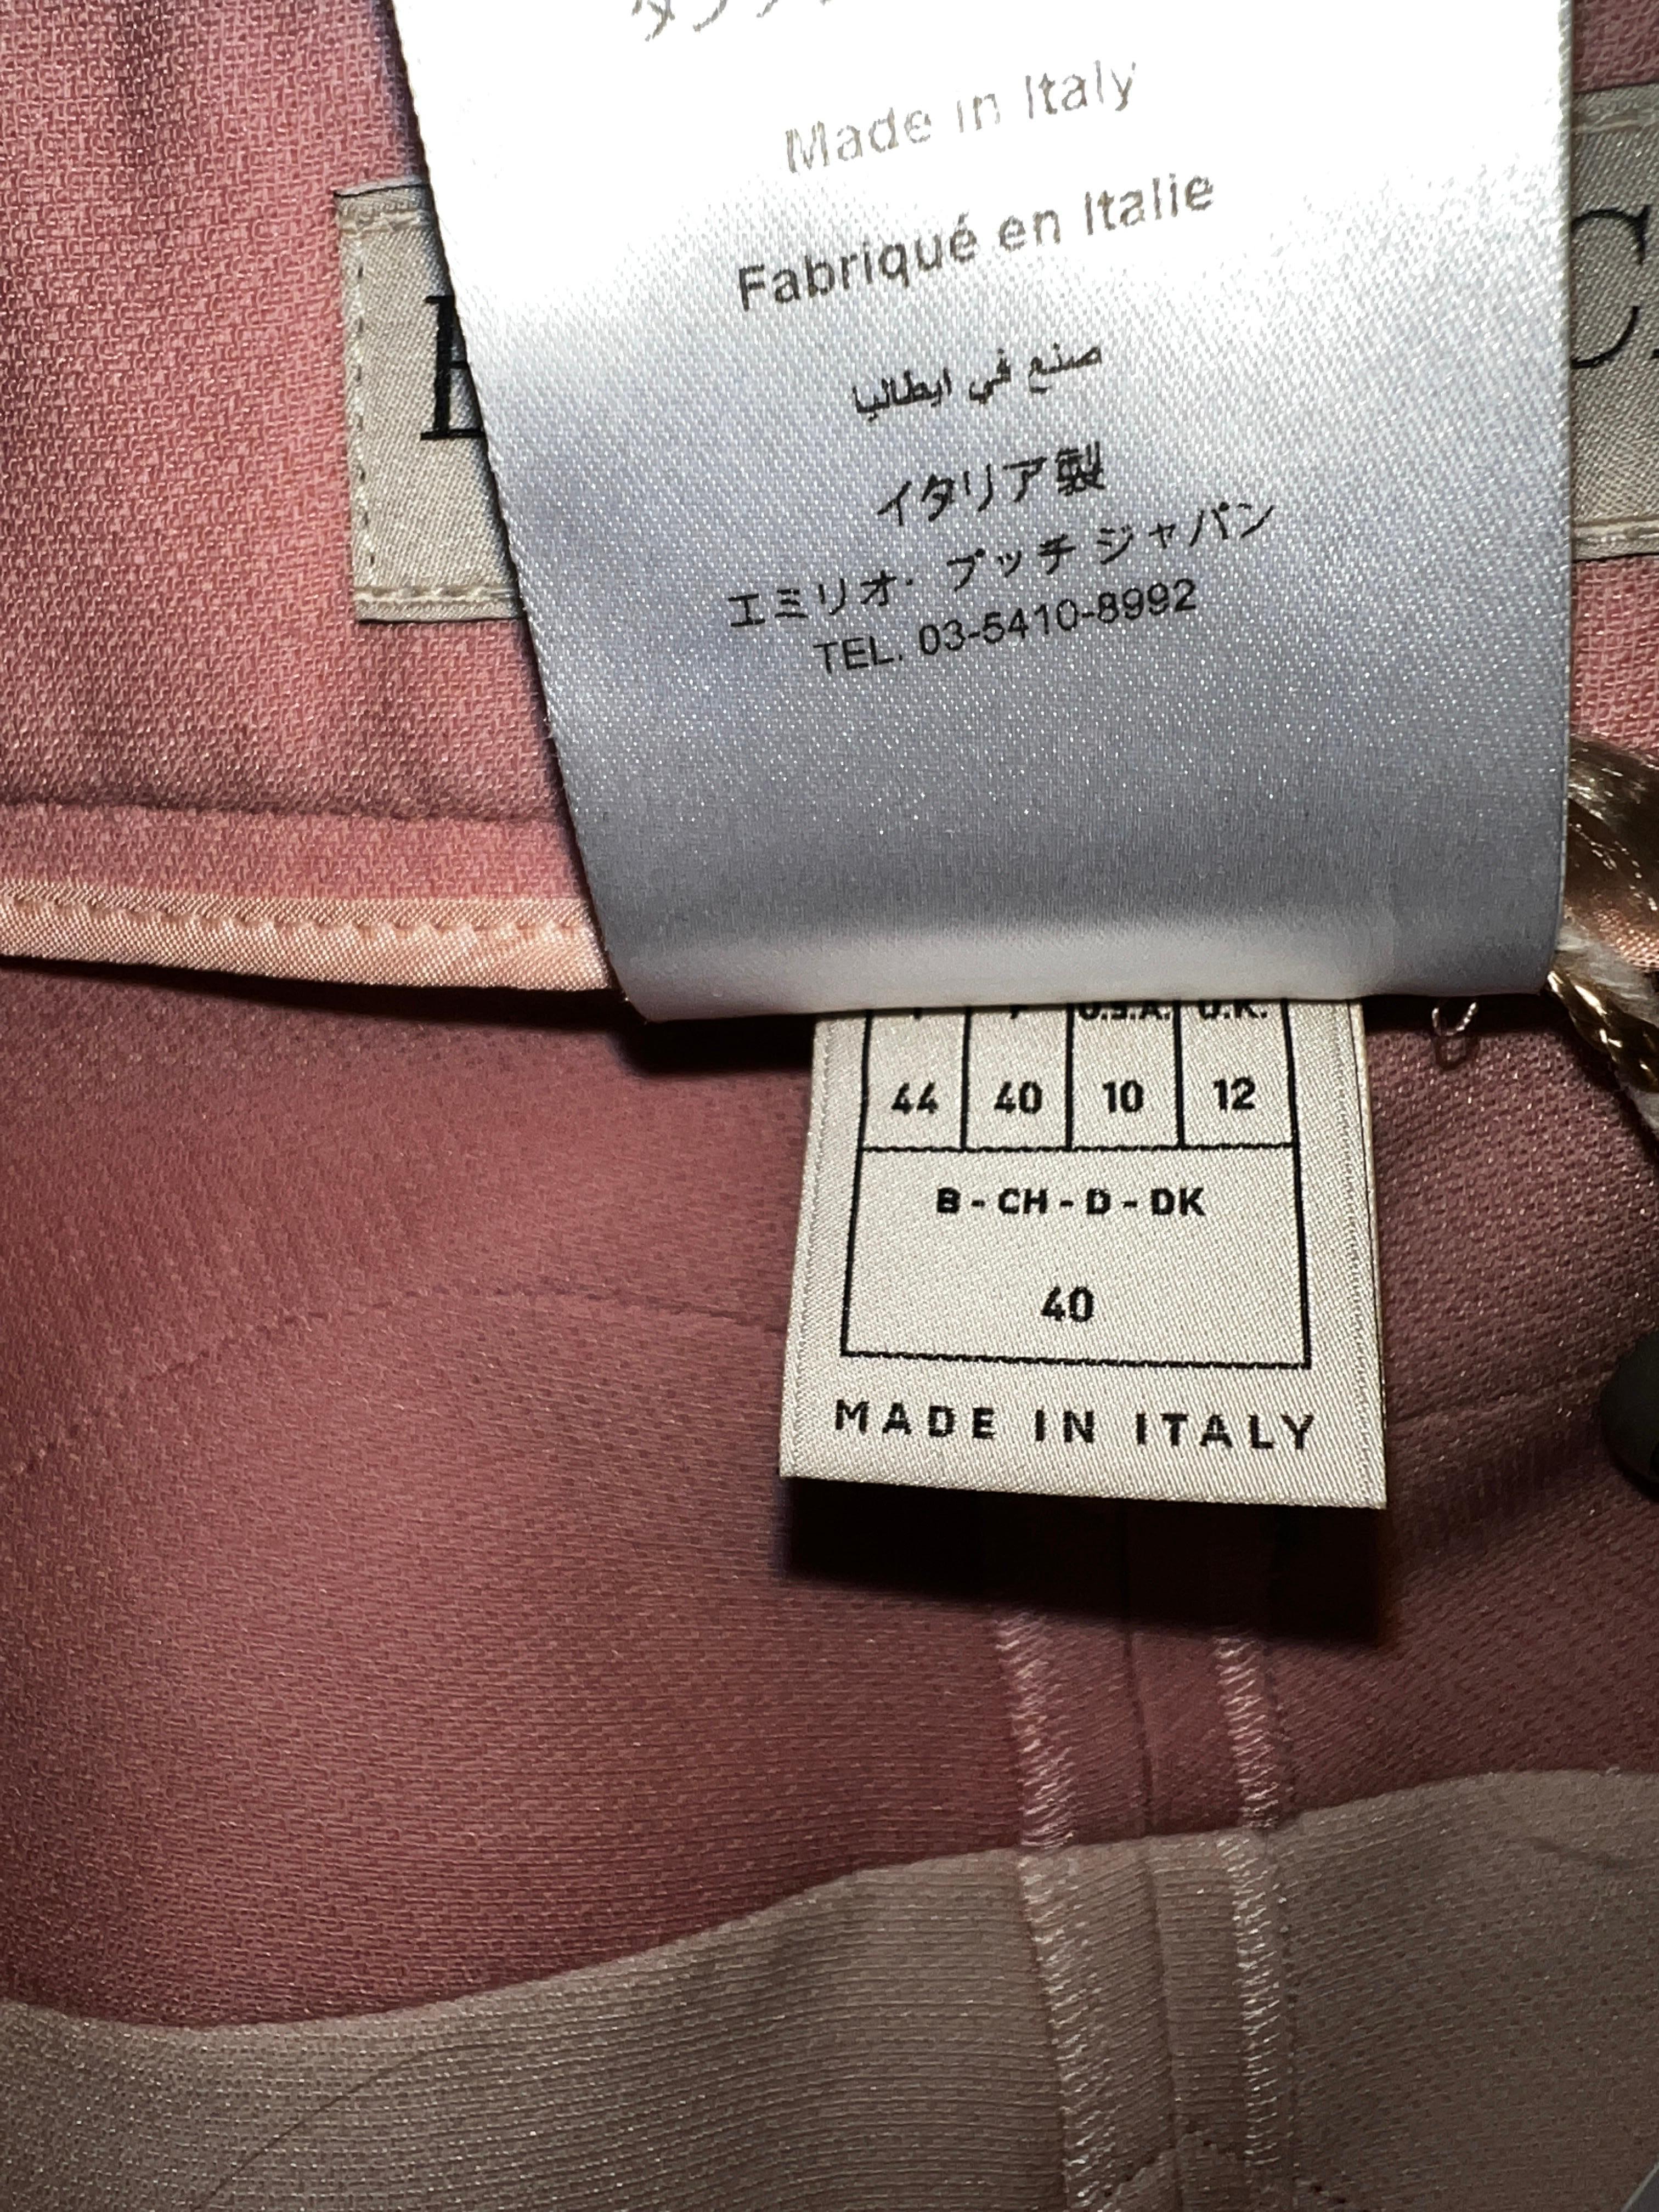 Made in Italy
Fabriqué en Italie
صنع في ايطاليا
イタリア製
エミリオ・プッチ ジャパン
TEL. 03-5410-8992
U.S.A. U.K.
44 40 10 12
B - CH - D - DK
40
MADE IN ITALY